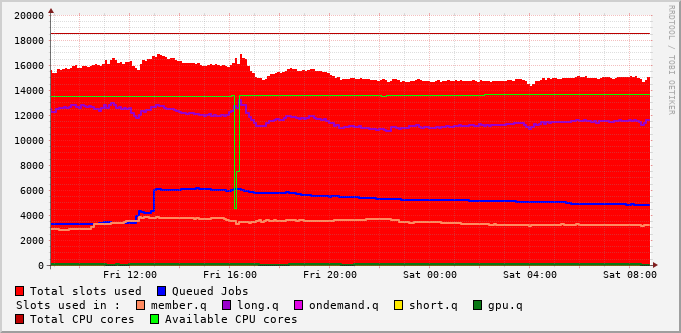 20000
18000
16000
14000
12000
10000
8000
6000
4000
2000
0
Fri 12:00 Fri 16:00 Fri 20:00 Sat 00:00 Sat 04:00 Sat 08:00
Total slots used Queued Jobs
Slots used in : member.q long.q ondemand.q short.q gpu.q
Total CPU cores Available CPU cores
RRDTOOL / TOBI OETIKER